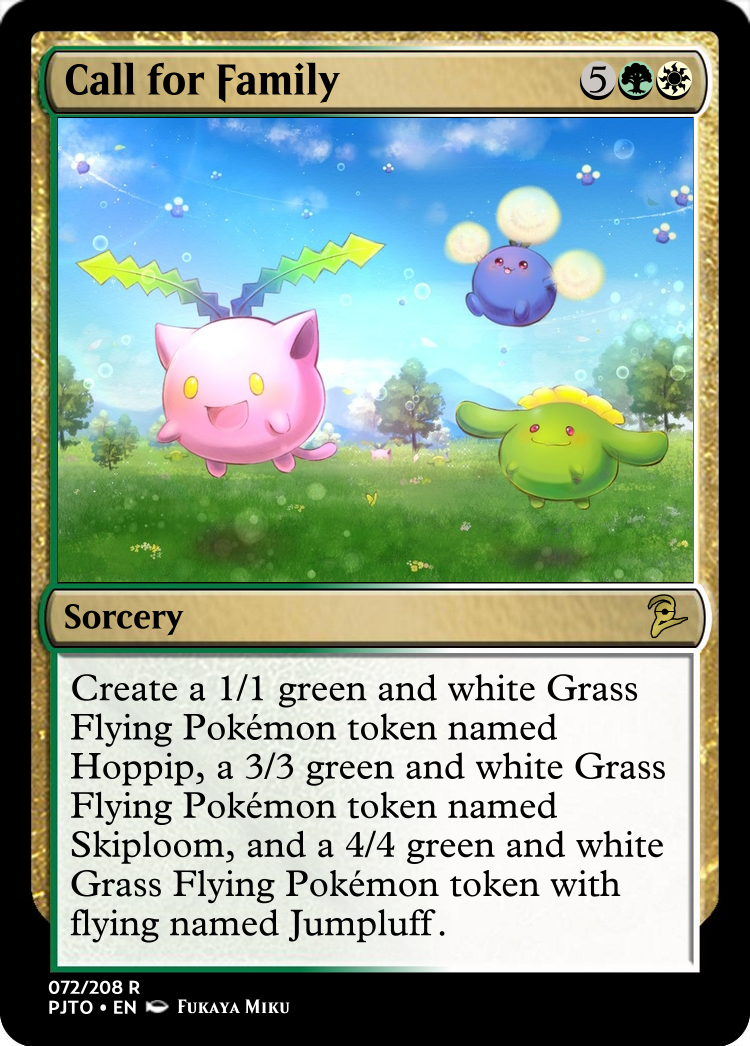 Call for Family 5
Sorcery
Create a 1/1 green and white Grass
Flying Pokémon token named
Hoppip, a 3/3 green and white Grass
Flying Pokémon token named
Skiploom, and a 4/4 green and white
Grass Flying Pokémon token with
flying named Jumpluff.
072/208 R
PJTO • EN Fukaya Miku